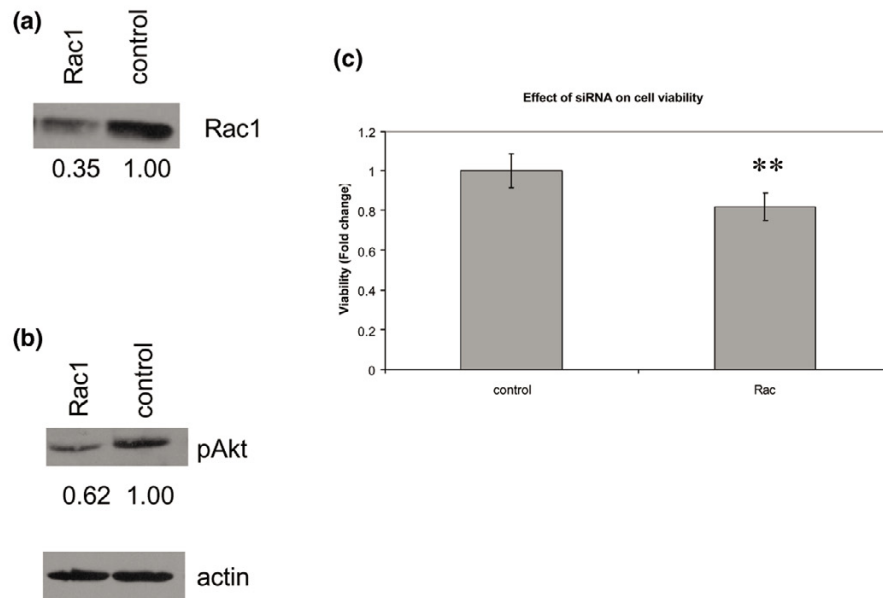 (a)
Rac1 control
Rac1
0.35 1.00
(b)
Rac1 control
pAkt
0.62 1.00
actin
(c)
Effect of siRNA on cell viability
Viability (Fold change)
1.2
1
0.8
0.6
0.4
0.2
0
**
control Rac